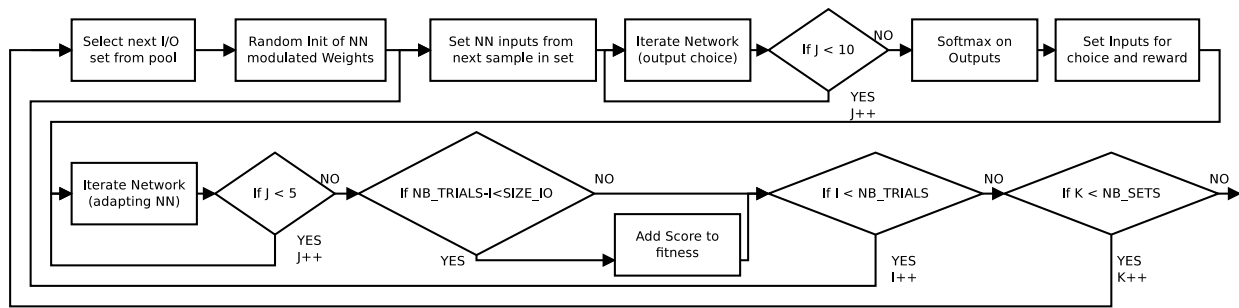 Select next I/O
set from pool
Random Init of NN
modulated Weights
Set NN inputs from
next sample in set
Iterate Network
(output choice)
If J < 10
NO
YES
J++
Softmax on
Outputs
Set Inputs for
choice and reward
Iterate Network
(adapting NN)
If J < 5
NO
YES
J++
If NB_TRIALS-I<SIZE_IO
NO
YES
Add Score to
fitness
If I < NB_TRIALS
NO
YES
I++
If K < NB_SETS
NO
YES
K++